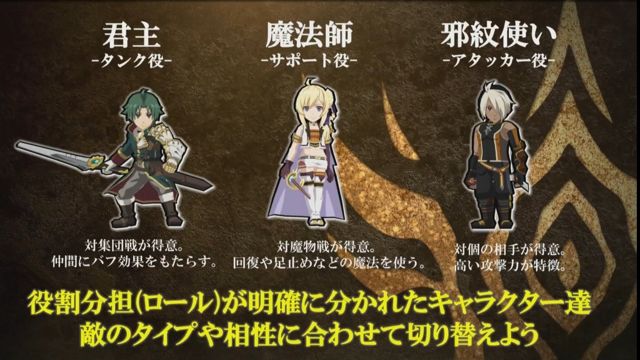 君主
-タンク役-
魔法師
-サポート役-
邪紋使い
-アタッカー役-
対集団戦が得意。
仲間にバフ効果をもたらす。
対魔物戦が得意。
回復や足止めなどの魔法を使う。
対個の相手が得意。
高い攻撃力が特徴。
役割分担(ロール)が明確に分かれたキャラクター達
敵のタイプや相性に合わせて切り替えよう